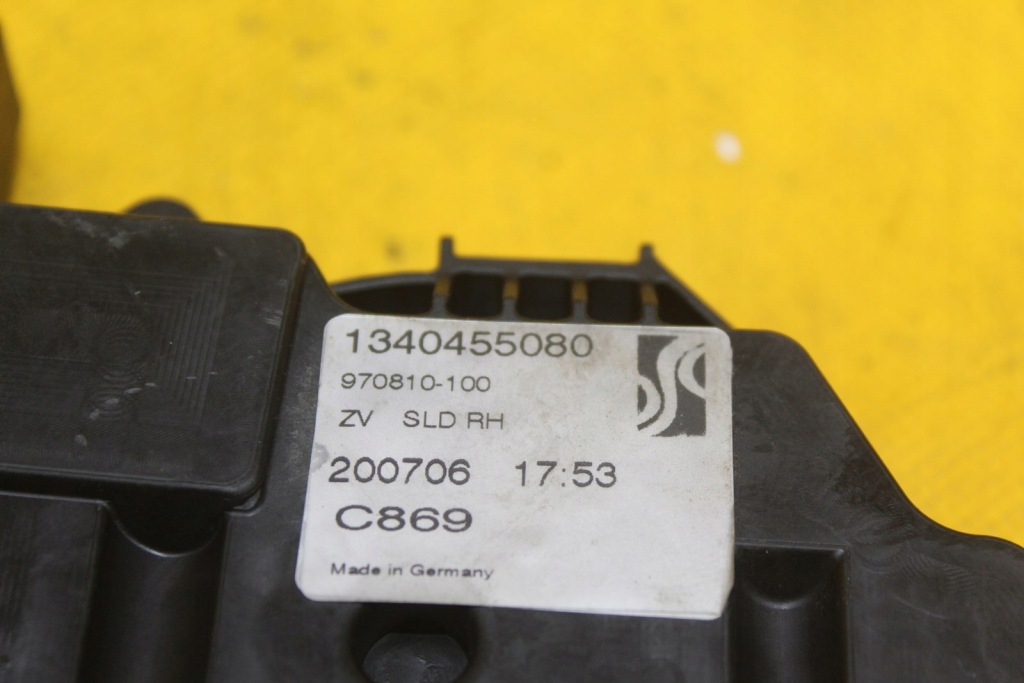 1340455080
970810-100
ZV SLD RH
200706 17:53
C869
Made in Germany